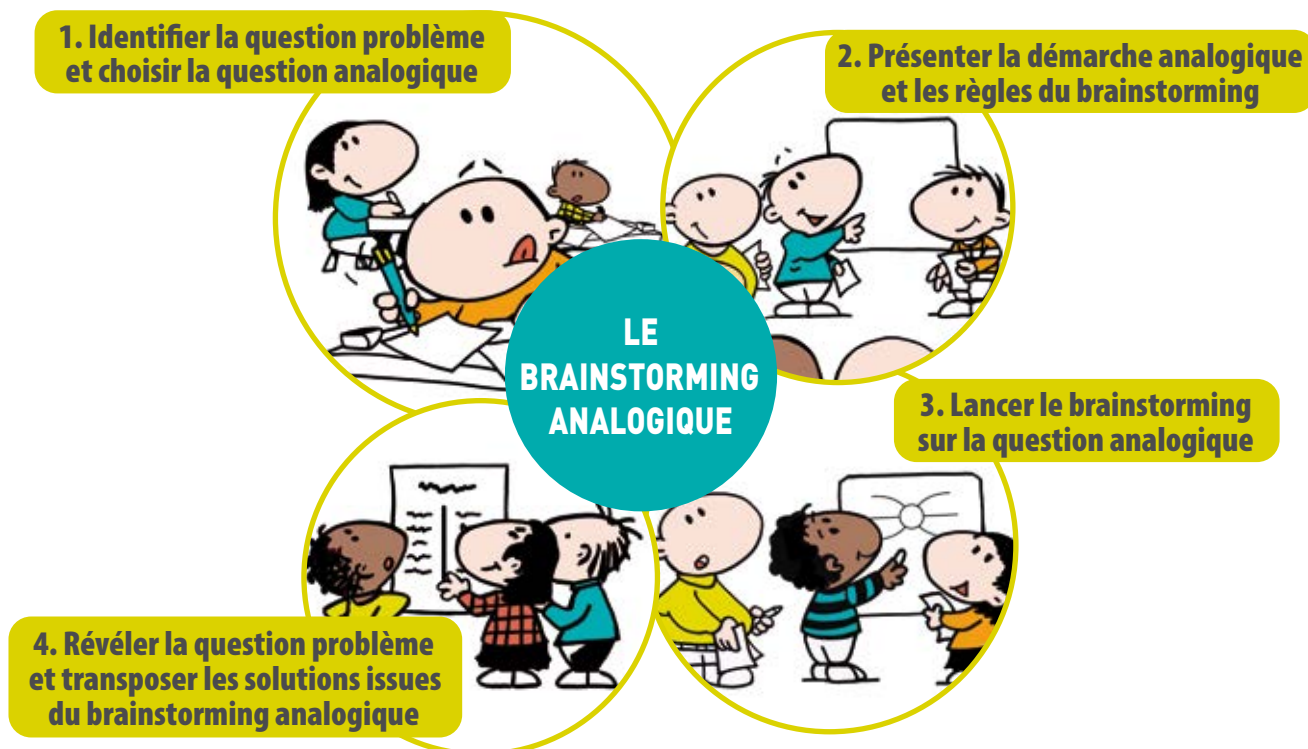 1. Identifier la question problème
et choisir la question analogique
2. Présenter la démarche analogique
et les règles du brainstorming
LE
BRAINSTORMING
ANALOGIQUE
3. Lancer le brainstorming
sur la question analogique
4. Révéler la question problème
et transposer les solutions issues
du brainstorming analogique